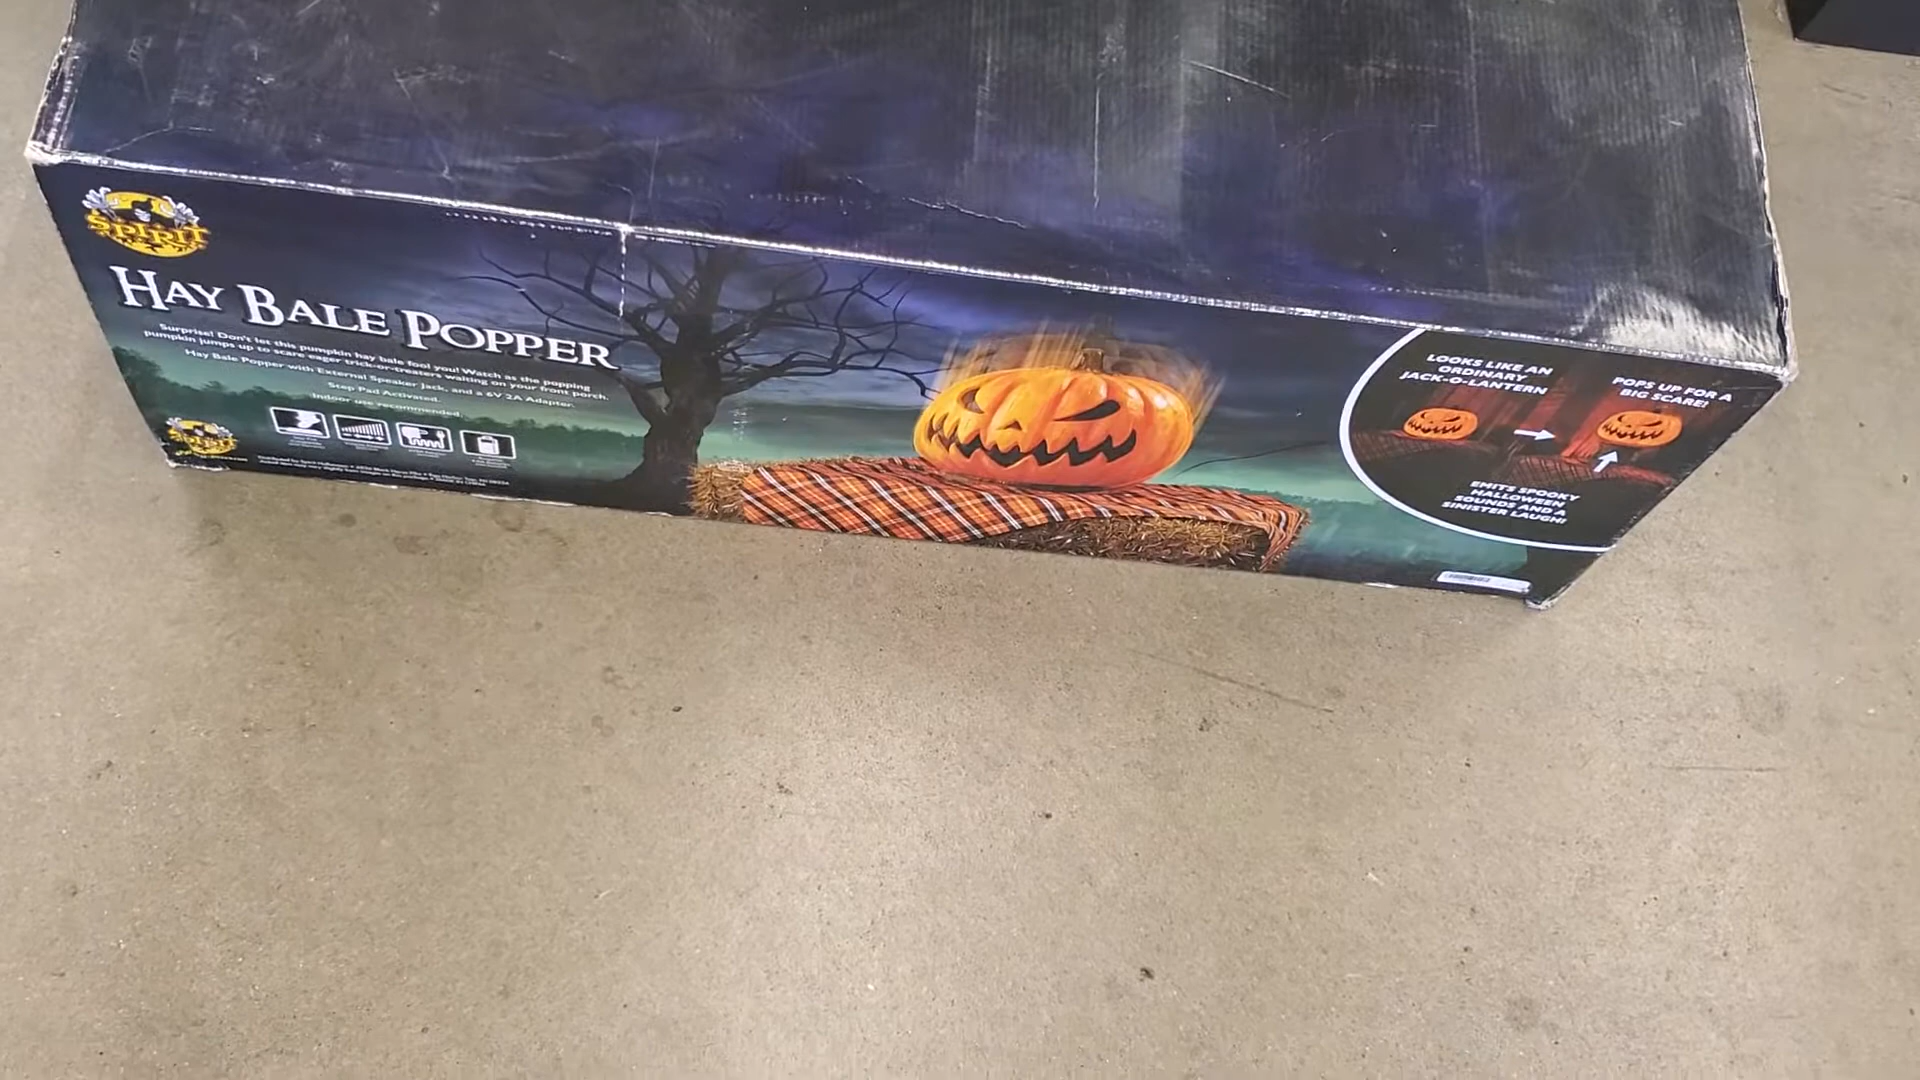 SPIRIT
HAY BALE POPPER
Surprise! Don't let this pumpkin hay bale fool you! Watch as the popping
pumpkin jumps up to scare eager trick-or-treaters waiting on your front porch.
Hay Bale Popper with External Speaker Jack, and a 6V 2A Adapter.
Step Pad Activated.
Indoor use recommended.
SPIRIT
LOOKS LIKE AN
ORDINARY
JACK-O-LANTERN
POPS UP FOR A
BIG SCARE!
EMITS SPOOKY
HALLOWEEN
SOUNDS AND A
SINISTER LAUGH!